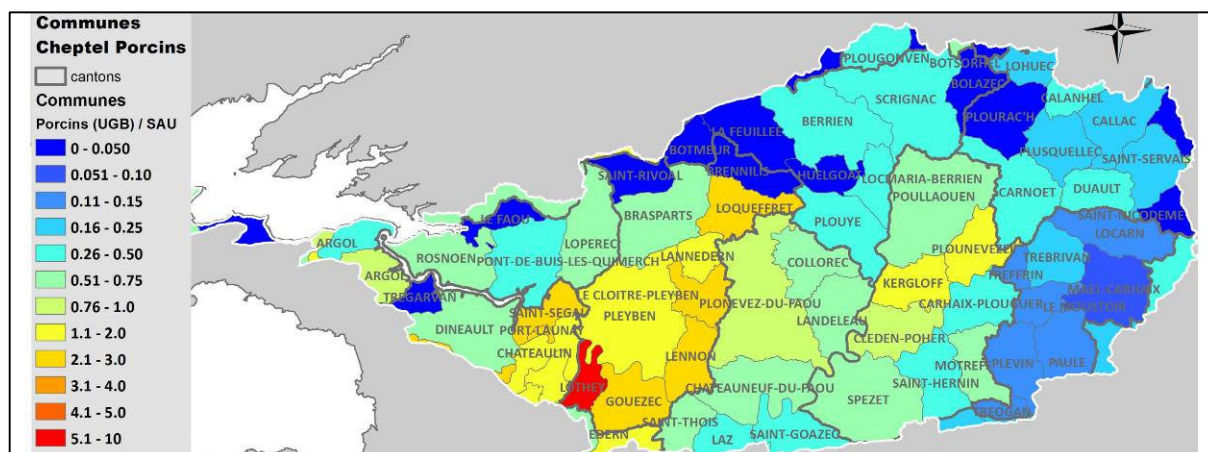 Communes
Cheptel Porcins
cantons
Communes
Porcins (UGB) / SAU
0 - 0.050
0.051 - 0.10
0.11 - 0.15
0.16 - 0.25
0.26 - 0.50
0.51 - 0.75
0.76 - 1.0
1.1 - 2.0
2.1 - 3.0
3.1 - 4.0
4.1 - 5.0
5.1 - 10
PLOUGONVEN
BOTSORHEL
LOHUEC
BOLAZEC
SCRIGNAC
CALANHEL
PLOURAC'H
CALLAC
BERRIEN
LA FEUILLEE
BOTMEUR
PLUSQUELLEC
SAINT-SERVAIS
BRENNILIS
HUELGOAT
SAINT-RIVOAL
LOCMARIA-BERRIEN
POULLAOUEN
CARNOET
DUAULT
LOQUEFFRET
BRASPARTS
PLOUYE
SAINT-NICODEME
LOCARN
LE FAOU
ARGOL
LOPEREC
PLOUNEVEZEL
TREBRIVAN
ROSNOEN
PONT-DE-BUIS-LES-QUIMERCH
LANNEDERN
COLLOREC
TREFFRIN
ARGOL
KERGLOFF
MAEL-CARHAIX
TREGARVAN
LE CLOITRE-PLEYBEN
PLONEVEZ-DU-FAOU
CARHAIX-PLOUGUER
LE MOUSTOIR
SAINT-SEGAL
PLEYBEN
PORT-LAUNAY
LANDELEAU
DINEAULT
CLEDEN-POHER
CHATEAULIN
LENNON
MOTREFF
PLEVIN
PAULE
LOTHEY
CHATEAUNEUF-DU-FAOU
SAINT-HERNIN
GOUEZEC
SPEZET
TREOGAN
SAINT-THOIS
EDERN
LAZ
SAINT-GOAZEC